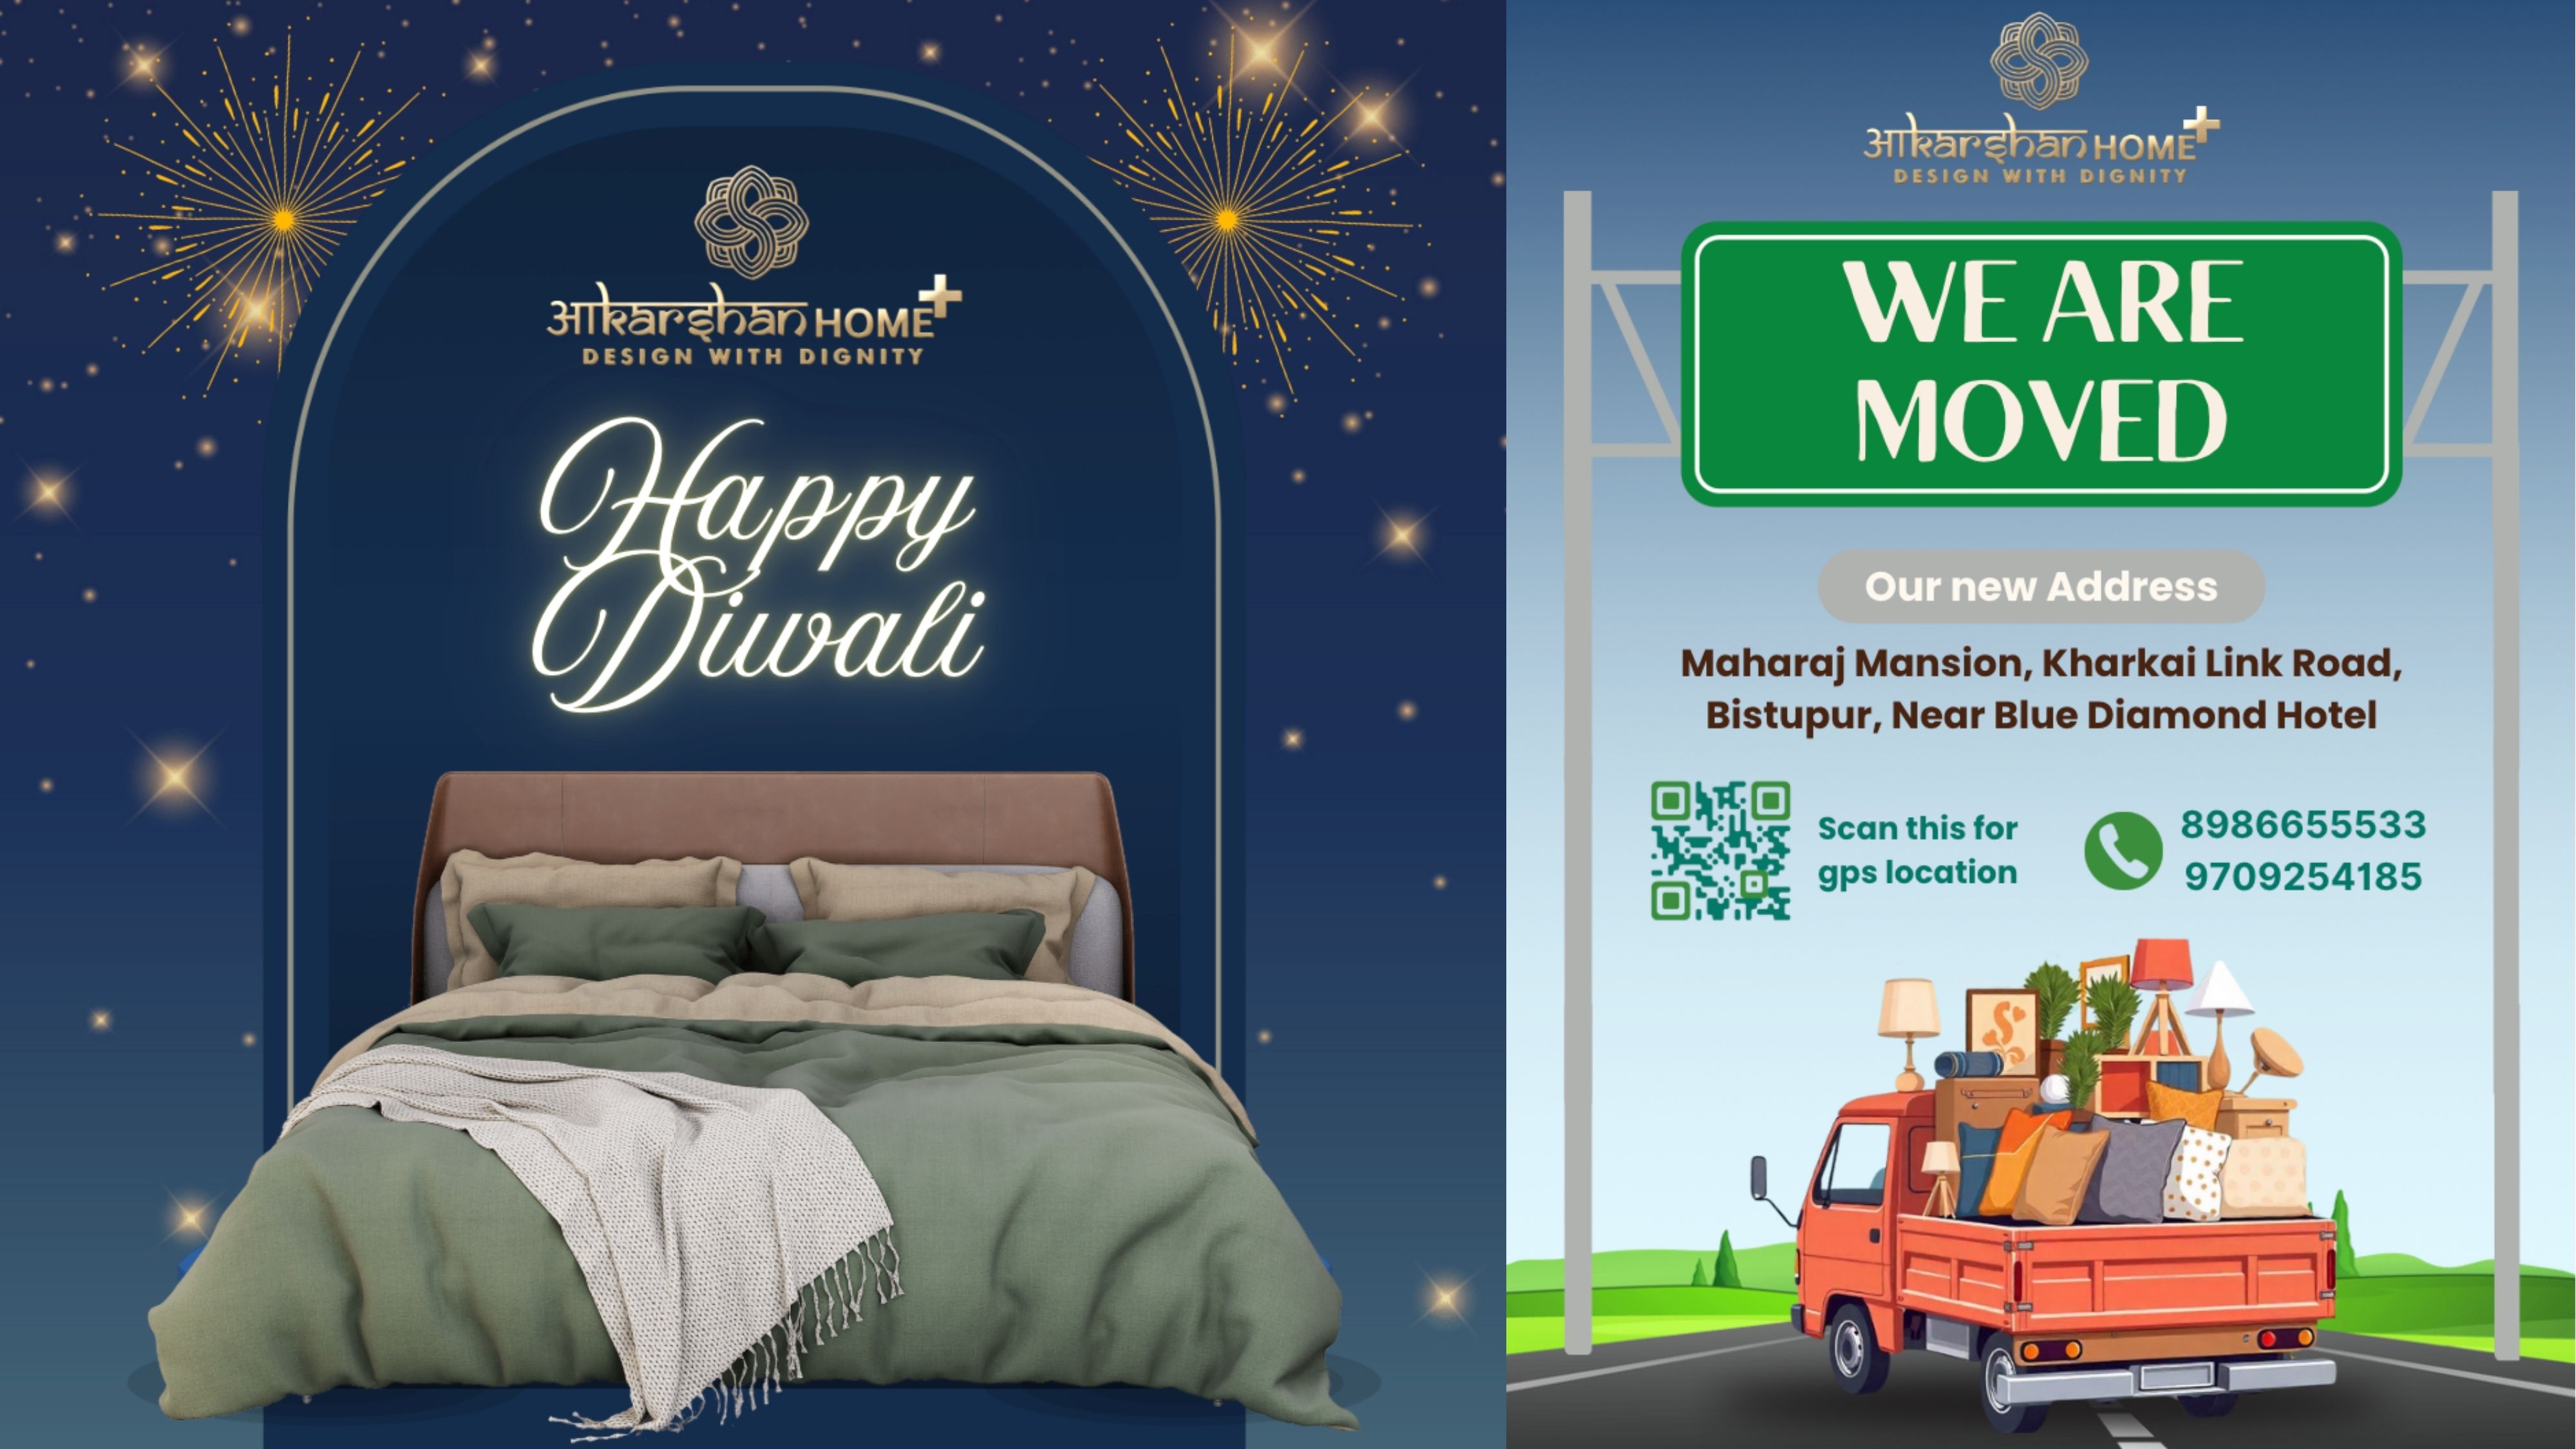 आkarshan HOME+
DESIGN WITH DIGNITY
Happy
Diwali
आkarshan HOME+
DESIGN WITH DIGNITY
WE ARE
MOVED
Our new Address
Maharaj Mansion, Kharkai Link Road,
Bistupur, Near Blue Diamond Hotel
Scan this for
gps location
8986655533
9709254185